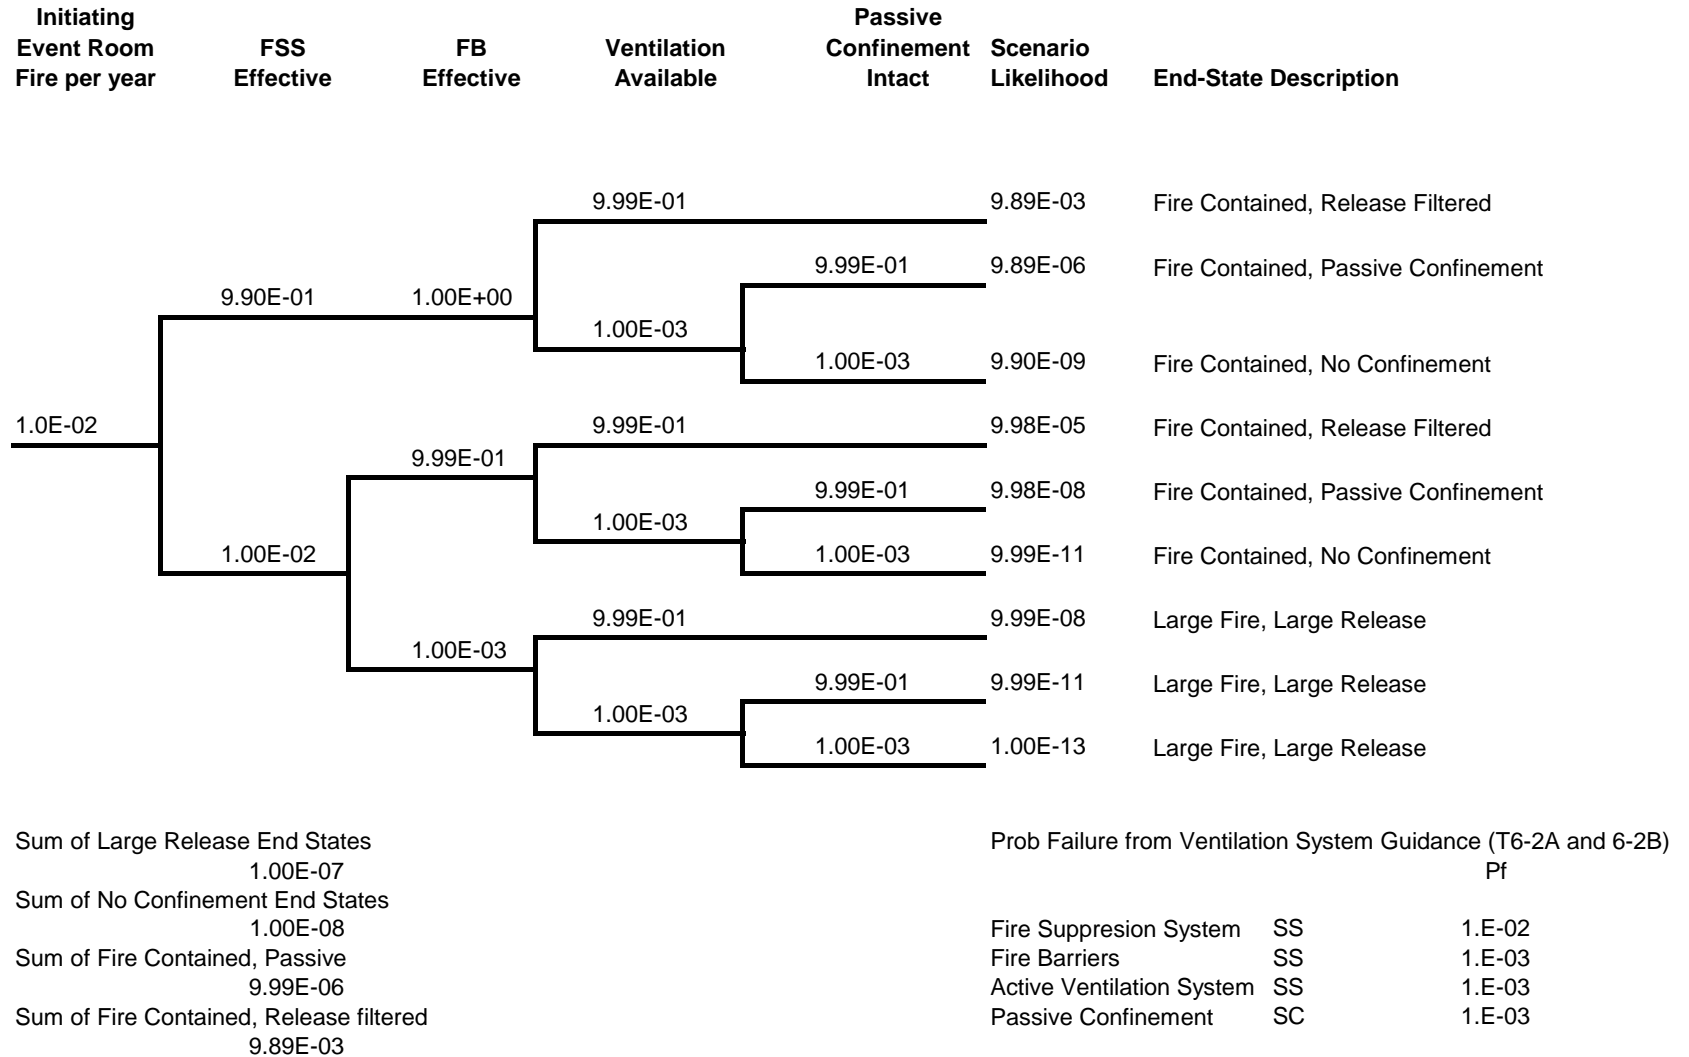 Initiating
Event Room
Fire per year
FSS
Effective
FB
Effective
Ventilation
Available
Passive
Confinement
Intact
Scenario
Likelihood
End-State Description
9.99E-01
9.89E-03
Fire Contained, Release Filtered
9.99E-01
9.89E-06
Fire Contained, Passive Confinement
9.90E-01
1.00E+00
1.00E-03
1.00E-03
9.90E-09
Fire Contained, No Confinement
1.0E-02
9.99E-01
9.98E-05
Fire Contained, Release Filtered
9.99E-01
9.99E-01
9.98E-08
Fire Contained, Passive Confinement
1.00E-03
1.00E-02
1.00E-03
9.99E-11
Fire Contained, No Confinement
9.99E-01
9.99E-08
Large Fire, Large Release
1.00E-03
9.99E-01
9.99E-11
Large Fire, Large Release
1.00E-03
1.00E-03
1.00E-13
Large Fire, Large Release
Sum of Large Release End States
1.00E-07
Sum of No Confinement End States
1.00E-08
Sum of Fire Contained, Passive
9.99E-06
Sum of Fire Contained, Release filtered
9.89E-03
Prob Failure from Ventilation System Guidance (T6-2A and 6-2B)
Pf
Fire Suppresion System SS 1.E-02
Fire Barriers SS 1.E-03
Active Ventilation System SS 1.E-03
Passive Confinement SC 1.E-03